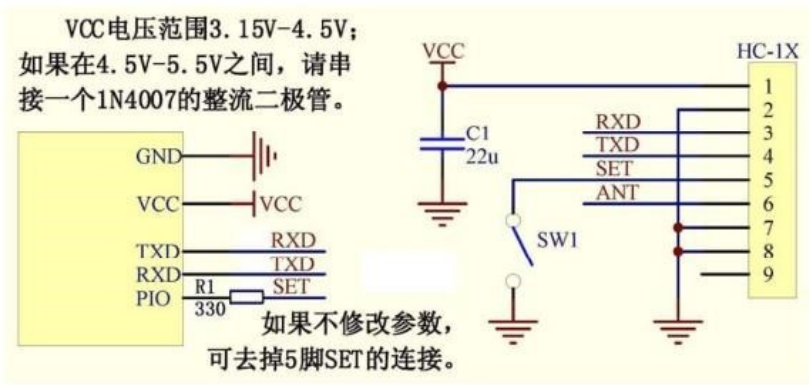 VCC电压范围3.15V-4.5V;
如果在4.5V-5.5V之间，请串
接一个1N4007的整流二极管。
GND
VCC
VCC
TXD
RXD
RXD
TXD
PIO
R1
330
SET
如果不修改参数，
可去掉5脚SET的连接。
VCC
C1
22u
SW1
HC-1X
RXD
TXD
SET
ANT
1
2
3
4
5
6
7
8
9